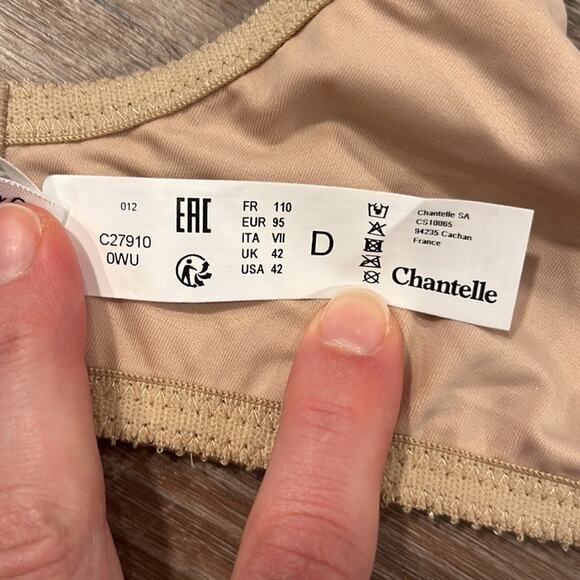 012
C27910
0WU
EAC
FR 110
EUR 95
ITA VII
UK 42
USA 42
D
Chantelle SA
CS10065
94235 Cachan
France
Chantelle